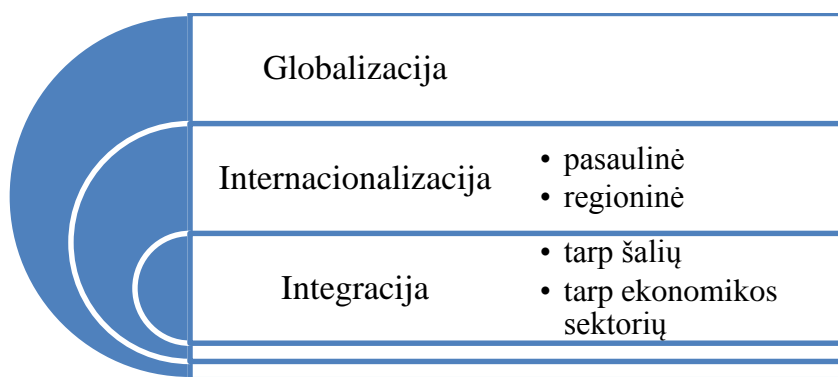 Globalizacija
Internacionalizacija
• pasaulinė
• regioninė
Integracija
• tarp šalių
• tarp ekonomikos
sektorių